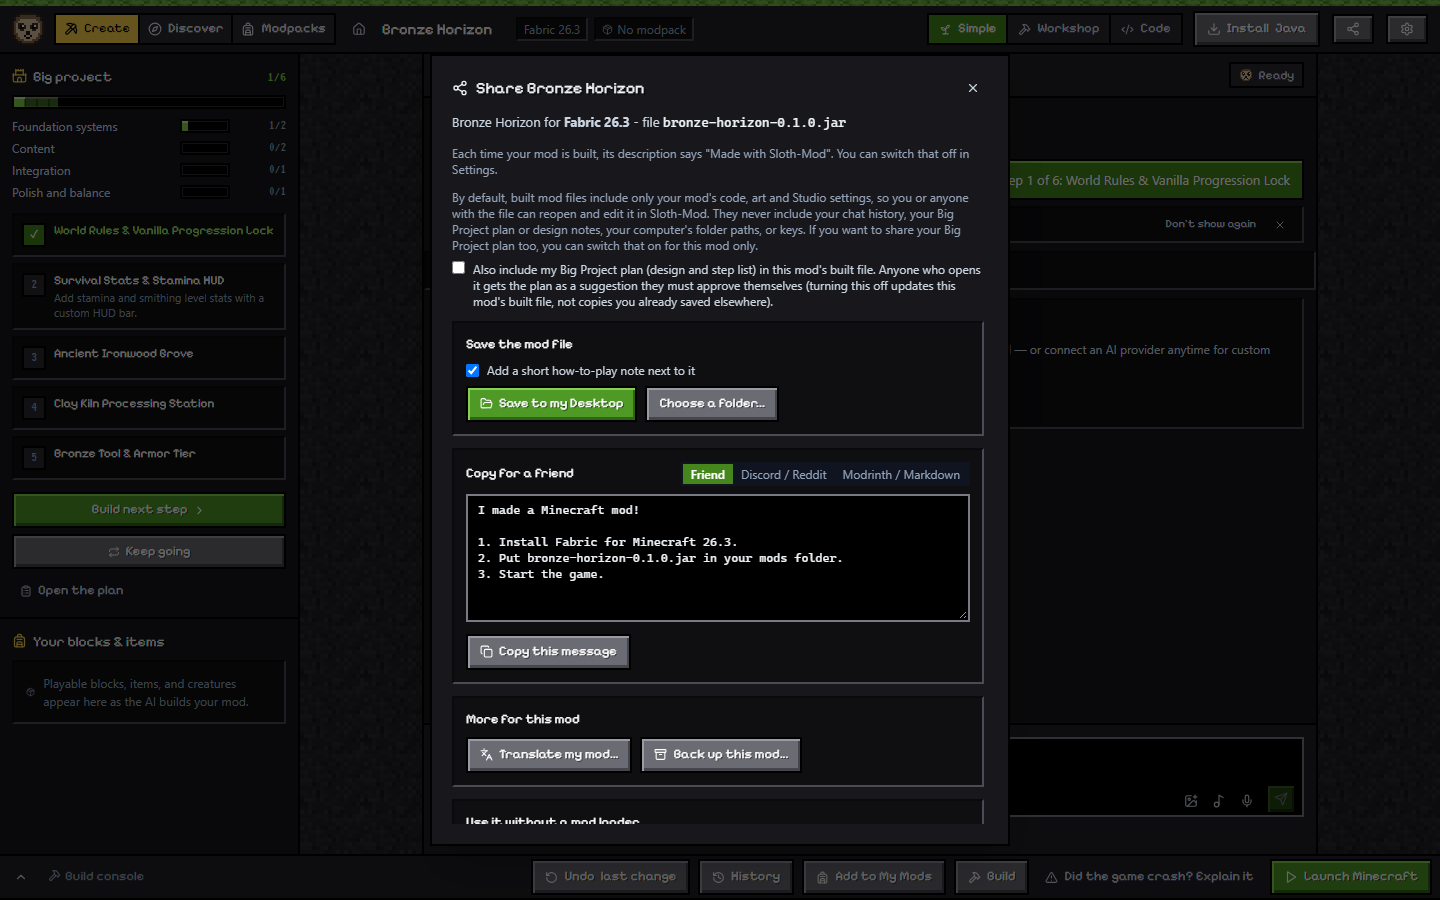 Create
Discover
Modpacks
Bronze Horizon
Fabric 26.3
No modpack
Simple
Workshop
Code
Install Java
Big project
1/6
Foundation systems
1/2
Content
0/2
Integration
0/1
Polish and balance
0/1
World Rules & Vanilla Progression Lock
2
Survival Stats & Stamina HUD
Add stamina and smithing level stats with a
custom HUD bar.
3
Ancient Ironwood Grove
4
Clay Kiln Processing Station
5
Bronze Tool & Armor Tier
Build next step
Keep going
Open the plan
Your blocks & items
Playable blocks, items, and creatures
appear here as the AI builds your mod.
Share Bronze Horizon
Bronze Horizon for Fabric 26.3 - file bronze-horizon-0.1.0.jar
Each time your mod is built, its description says "Made with Sloth-Mod". You can switch that off in
Settings.
By default, built mod files include only your mod's code, art and Studio settings, so you or anyone
with the file can reopen and edit it in Sloth-Mod. They never include your chat history, your Big
Project plan or design notes, your computer's folder paths, or keys. If you want to share your Big
Project plan too, you can switch that on for this mod only.
Also include my Big Project plan (design and step list) in this mod's built file. Anyone who opens
it gets the plan as a suggestion they must approve themselves (turning this off updates this
mod's built file, not copies you already saved elsewhere).
Save the mod file
Add a short how-to-play note next to it
Save to my Desktop
Choose a folder...
Copy for a friend
Friend
Discord / Reddit
Modrinth / Markdown
I made a Minecraft mod!
1. Install Fabric for Minecraft 26.3.
2. Put bronze-horizon-0.1.0.jar in your mods folder.
3. Start the game.
Copy this message
More for this mod
Translate my mod...
Back up this mod...
Use it without a mod loader
Ready
ep 1 of 6: World Rules & Vanilla Progression Lock
Don't show again
— or connect an AI provider anytime for custom
Build console
Undo last change
History
Add to My Mods
Build
Did the game crash? Explain it
Launch Minecraft